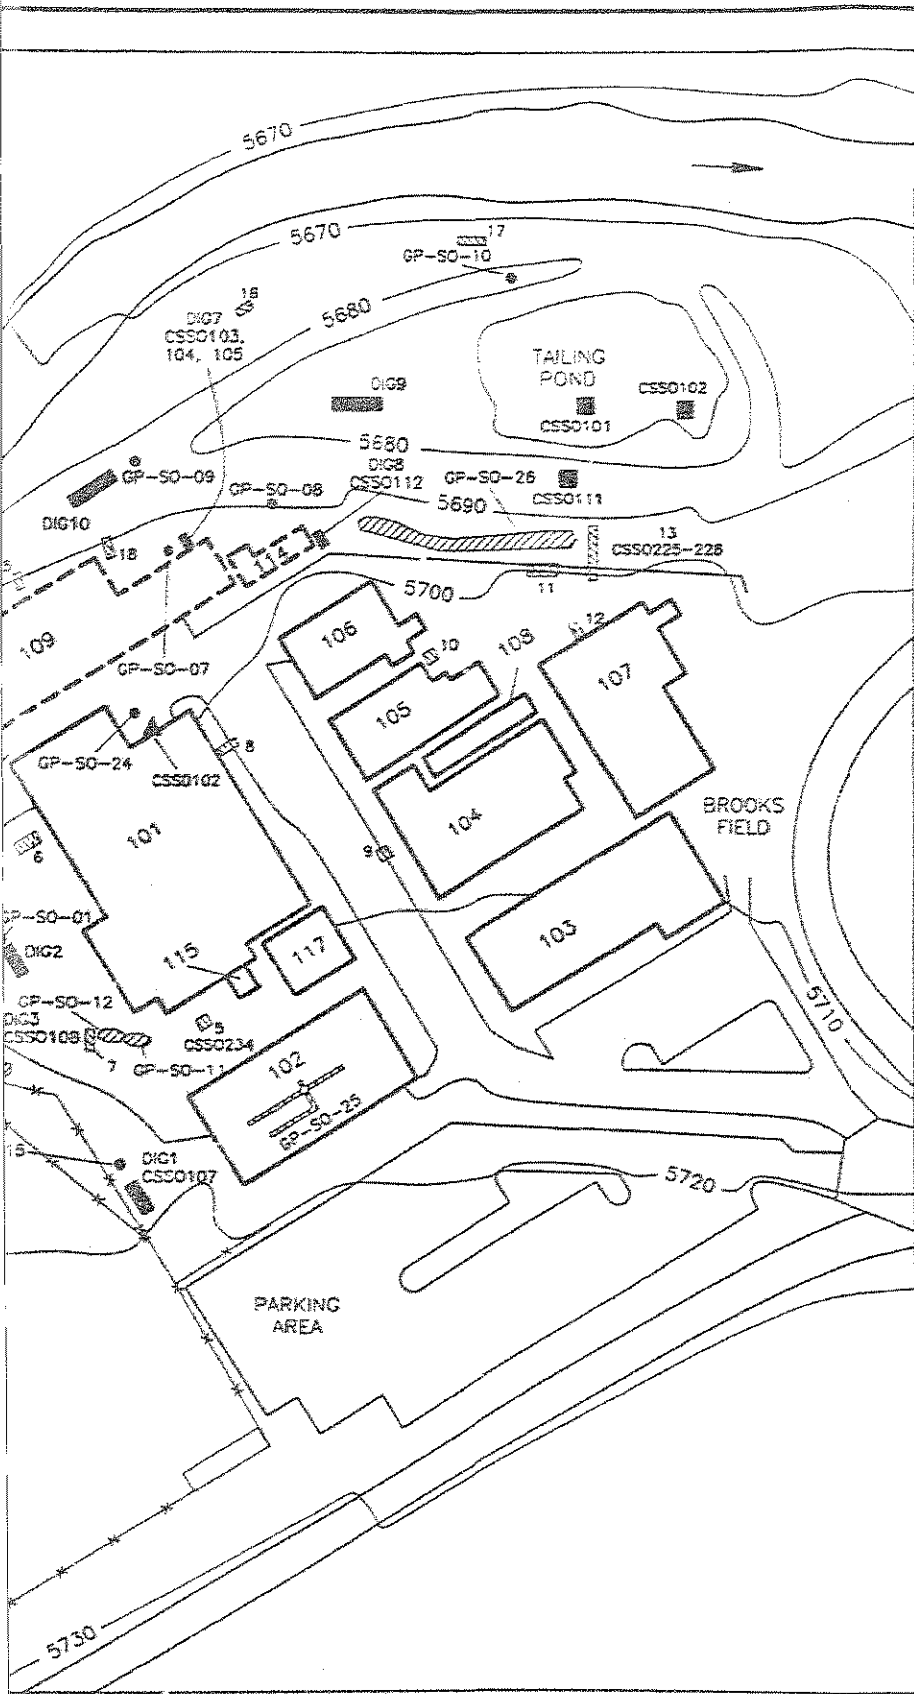 5670
5670
17
GP-SO-10
16
DIG7
CSSO103,
104, 105
5680
TAILING
POND
DIG9
CSSO102
CSSO101
5680
DIG8
CSSO112
GP-SO-26
GP-SO-09
GP-SO-08
CSSO111
5690
DIG10
13
CSSO225-228
18
114
11
5700
109
106
10
108
12
GP-SO-07
107
105
8
GP-SO-24
CSSO102
101
104
BROOKS
FIELD
6
9
GP-SO-01
DIG2
115
117
103
GP-SO-12
DIG3
CSSO108
5
CSSO234
5710
7
GP-SO-11
102
GP-SO-25
15
DIG1
CSSO107
5720
PARKING
AREA
5730